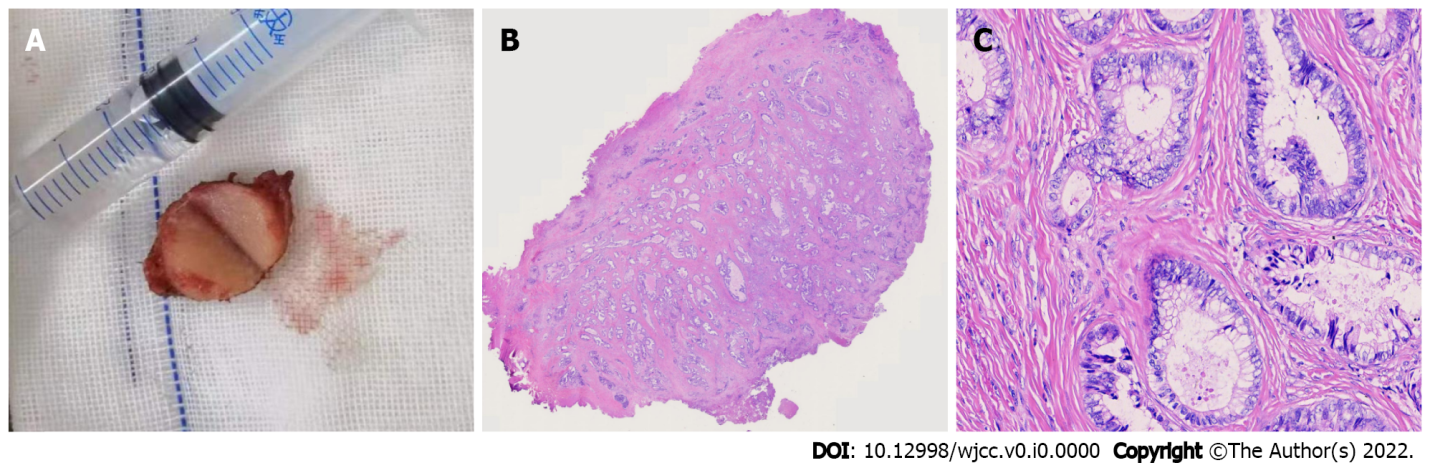 A
B
C
DOI: 10.12998/wjcc.v0.i0.0000 Copyright ©The Author(s) 2022.